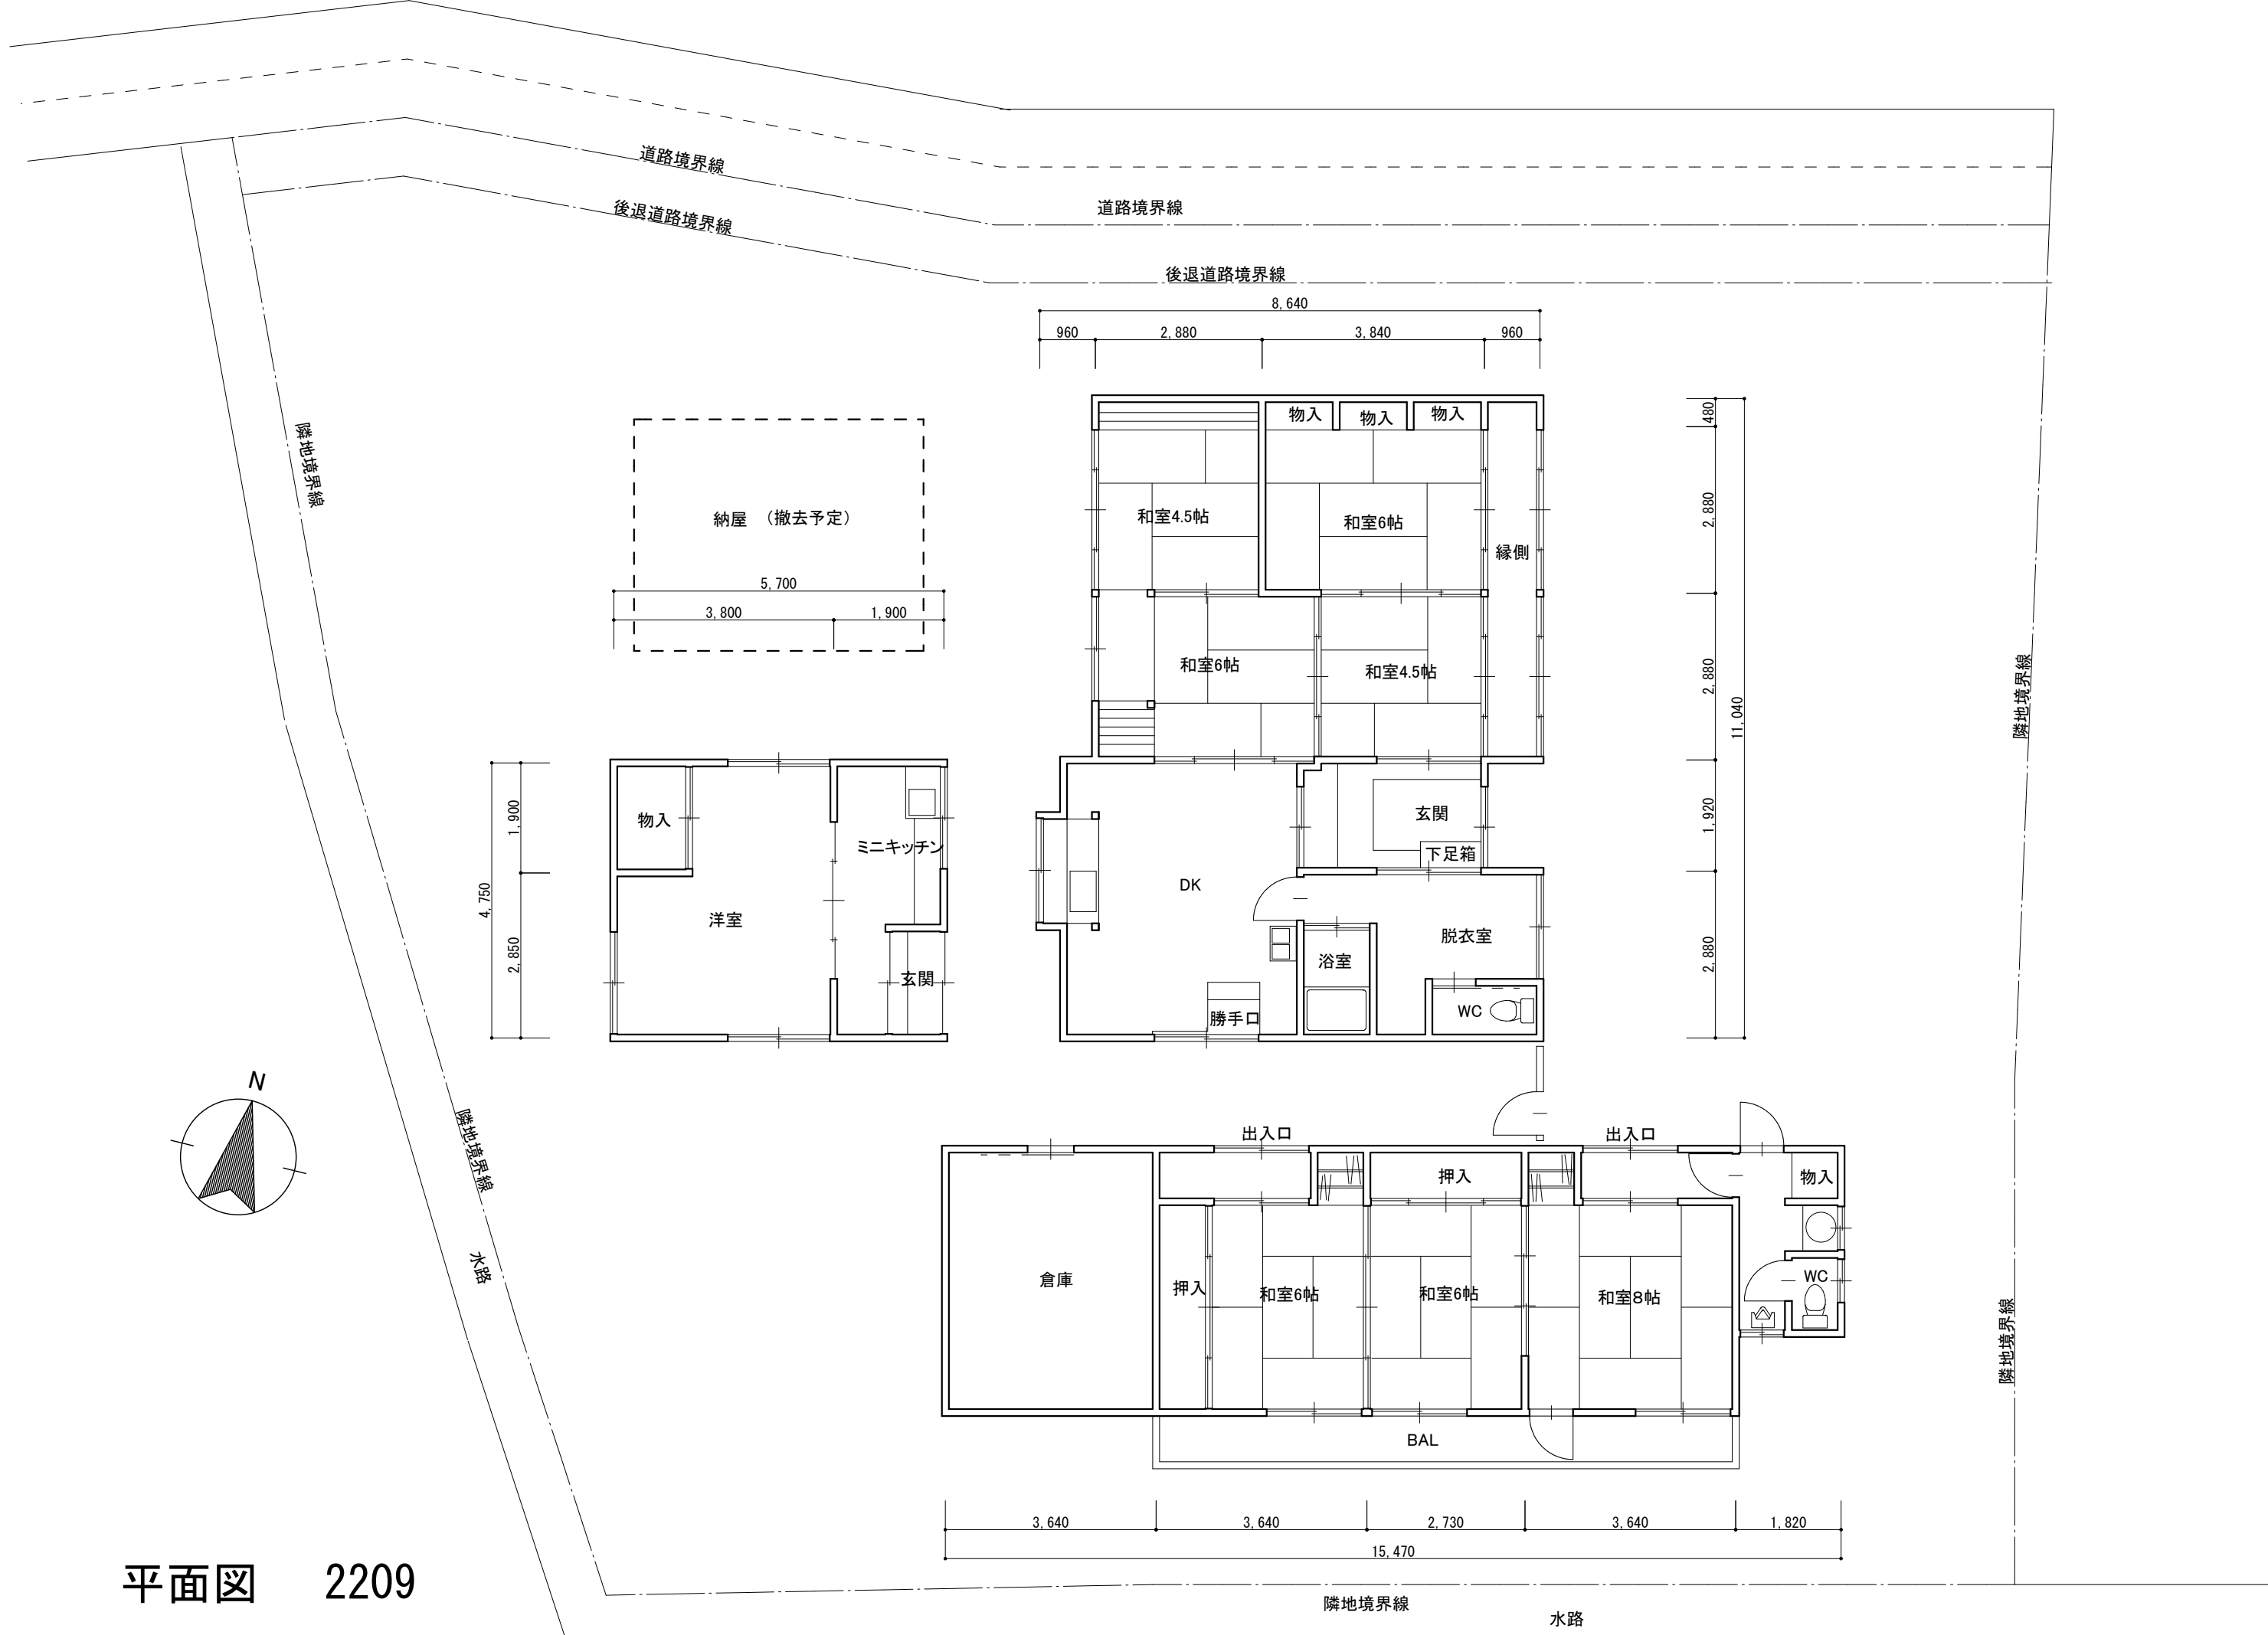 道路境界線
後退道路境界線
道路境界線
後退道路境界線
8,640
960
2,880
3,840
960
物入
物入
物入
480
隣地境界線
納屋 （撤去予定）
和室4.5帖
和室6帖
縁側
2,880
5,700
3,800
1,900
和室6帖
和室4.5帖
2,880
11,040
隣地境界線
物入
ミニキッチン
1,900
4,750
洋室
2,850
玄関
玄関
下足箱
1,920
DK
脱衣室
浴室
2,880
WC
勝手口
N
隣地境界線
水路
出入口
出入口
押入
物入
倉庫
押入
和室6帖
和室6帖
和室8帖
WC
隣地境界線
BAL
3,640
3,640
2,730
3,640
1,820
15,470
平面図 2209
隣地境界線
水路